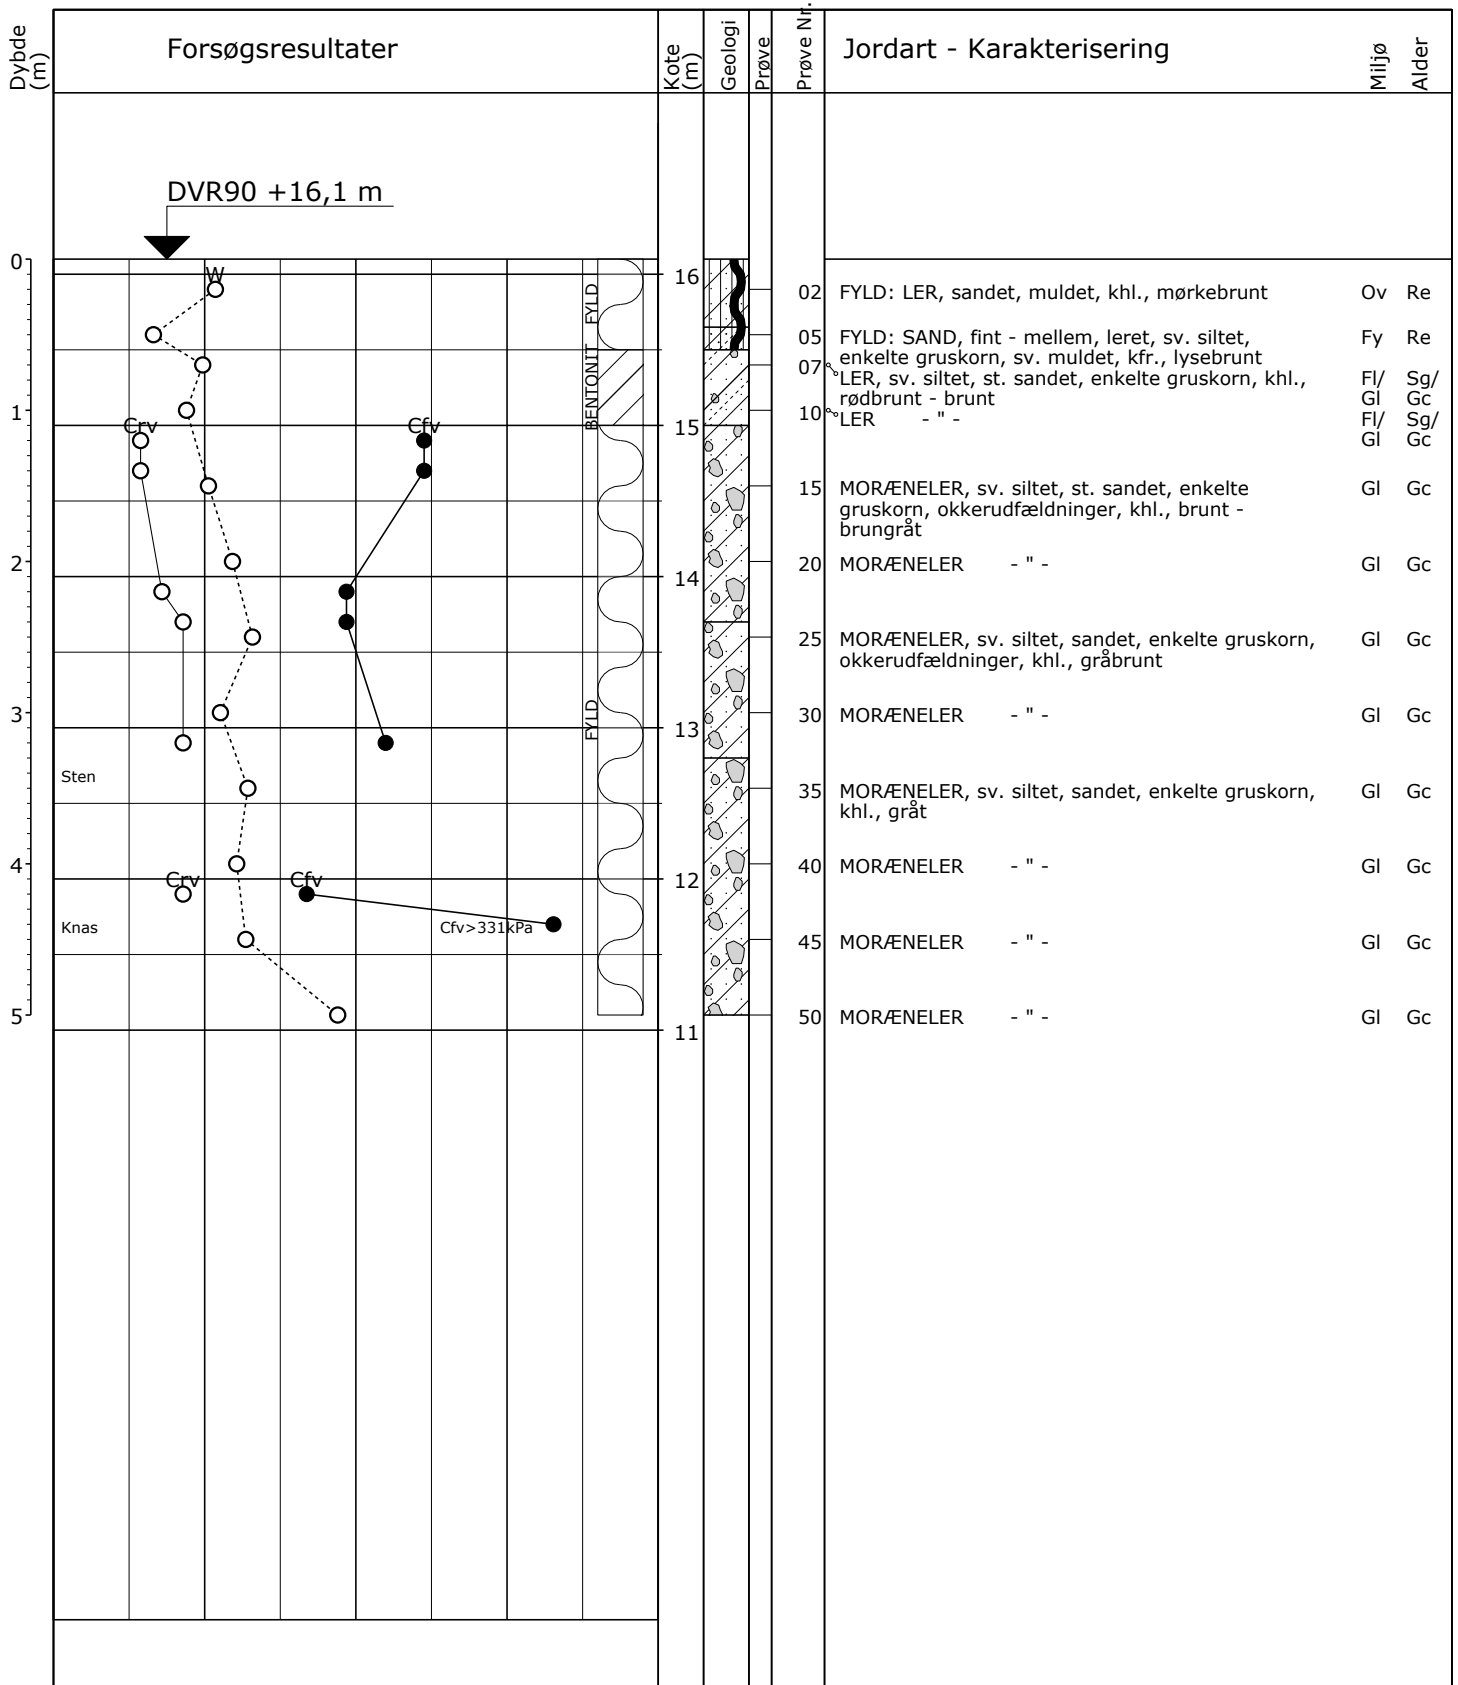 Dybde
(m)
Forsøgsresultater
Kote
(m)
Geologi
Prøve
Prøve Nr.
Jordart - Karakterisering
Miljø
Alder
DVR90 +16,1 m
0
W
FYLD
16
02 FYLD: LER, sandet, muldet, khl., mørkebrunt Ov Re
05 FYLD: SAND, fint - mellem, leret, sv. siltet, Fy Re
enkelte gruskorn, sv. muldet, kfr., lysebrunt
07 LER, sv. siltet, st. sandet, enkelte gruskorn, khl., Fl/ Sg/
rødbrunt - brunt Gl Gc
BENTONIT
1
10 LER - " - Fl/ Sg/
Gl Gc
Crv Cfv 15
15 MORÆNELER, sv. siltet, st. sandet, enkelte Gl Gc
gruskorn, okkerudfældninger, khl., brunt -
brungråt
2
20 MORÆNELER - " - Gl Gc
14
25 MORÆNELER, sv. siltet, sandet, enkelte gruskorn, Gl Gc
okkerudfældninger, khl., gråbrunt
3
30 MORÆNELER - " - Gl Gc
FYLD
13
Sten
35 MORÆNELER, sv. siltet, sandet, enkelte gruskorn, Gl Gc
khl., gråt
4
40 MORÆNELER - " - Gl Gc
Crv Cfv 12
Knas Cfv>331kPa
45 MORÆNELER - " - Gl Gc
5
50 MORÆNELER - " - Gl Gc
11